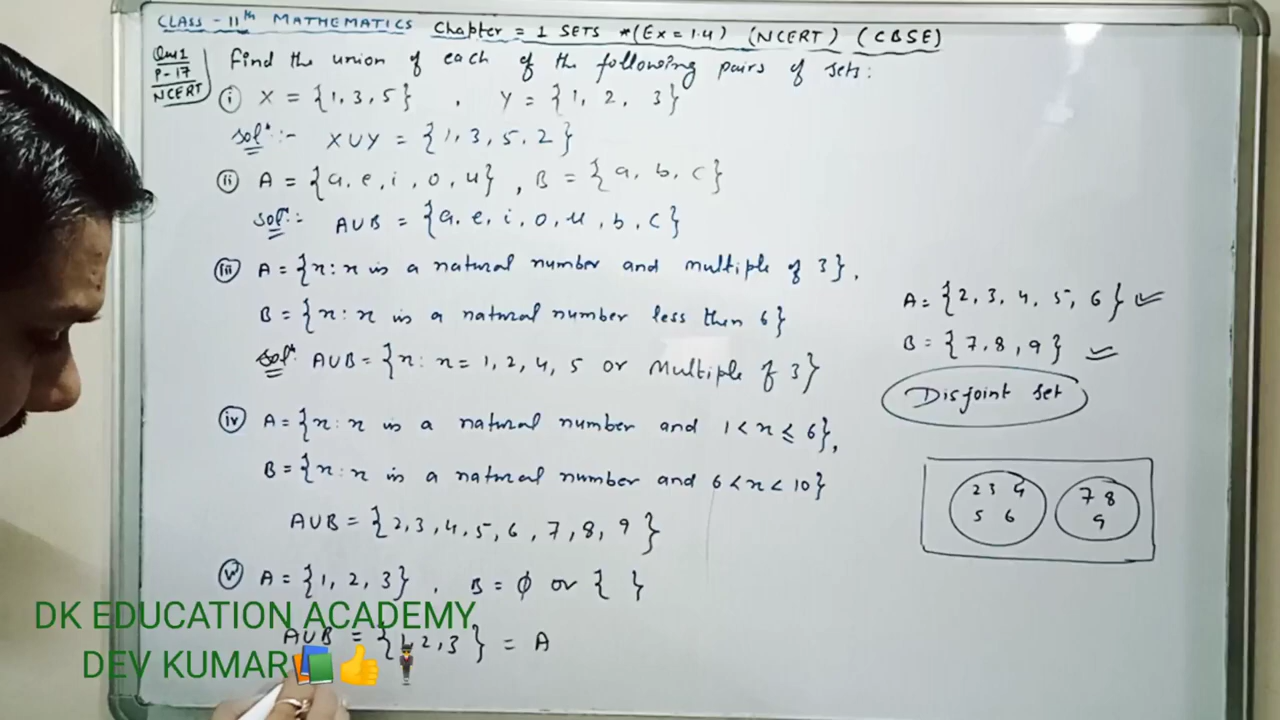 CLASS - 11th MATHEMATICS Chapter = 1 SETS *(Ex = 1.4) (NCERT) (CBSE)
Qus 1
P-17
NCERT
Find the union of each of the following pairs of sets:
(i) X = {1, 3, 5} , Y = {1, 2, 3}
Sol^n :- X∪Y = {1, 3, 5, 2}
(ii) A = {a, e, i, o, u} , B = {a, b, c}
Sol^n :- A∪B = {a, e, i, o, u, b, c}
(iii) A = {n : n is a natural number and multiple of 3},
B = {n : n is a natural number less then 6}
Sol^n A∪B = {n : n = 1, 2, 4, 5 or Multiple of 3}
(iv) A = {n : n is a natural number and 1 < n ≤ 6},
B = {n : n is a natural number and 6 < n < 10}
A∪B = {2, 3, 4, 5, 6, 7, 8, 9}
(v) A = {1, 2, 3} , B = ϕ or { }
A∪B = {1, 2, 3} = A
A = {2, 3, 4, 5, 6} ✓
B = {7, 8, 9} ✓
Disjoint set
2 3 4 7 8
5 6 9
DK EDUCATION ACADEMY
DEV KUMAR📚👍🕴